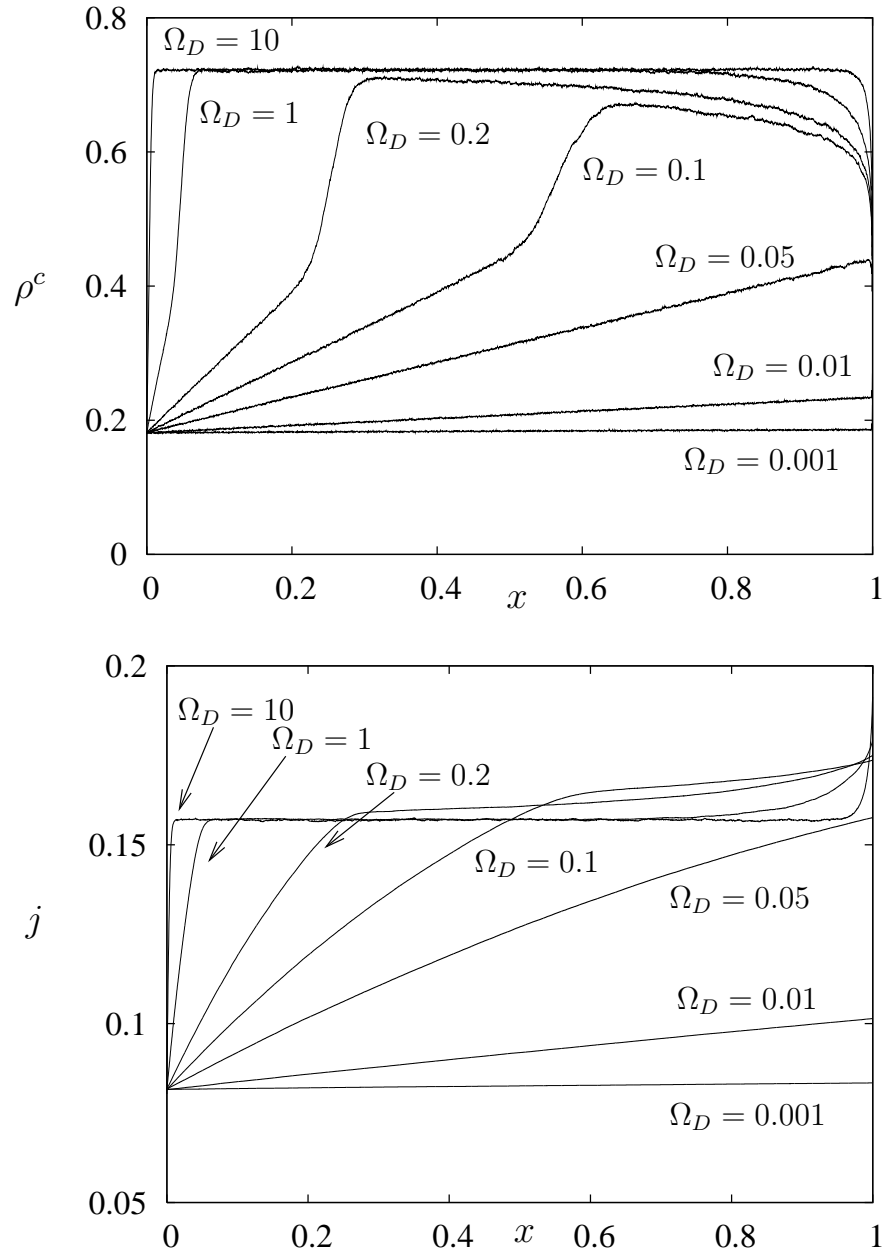 0.8
Ω_D = 10
Ω_D = 1
Ω_D = 0.2
Ω_D = 0.1
0.6
Ω_D = 0.05
ρ^c
0.4
Ω_D = 0.01
0.2
Ω_D = 0.001
0
0 0.2 0.4 0.6 0.8 1
x
0.2
Ω_D = 10
Ω_D = 1
Ω_D = 0.2
0.15
Ω_D = 0.1
Ω_D = 0.05
j
Ω_D = 0.01
0.1
Ω_D = 0.001
0.05
0 0.2 0.4 0.6 0.8 1
x